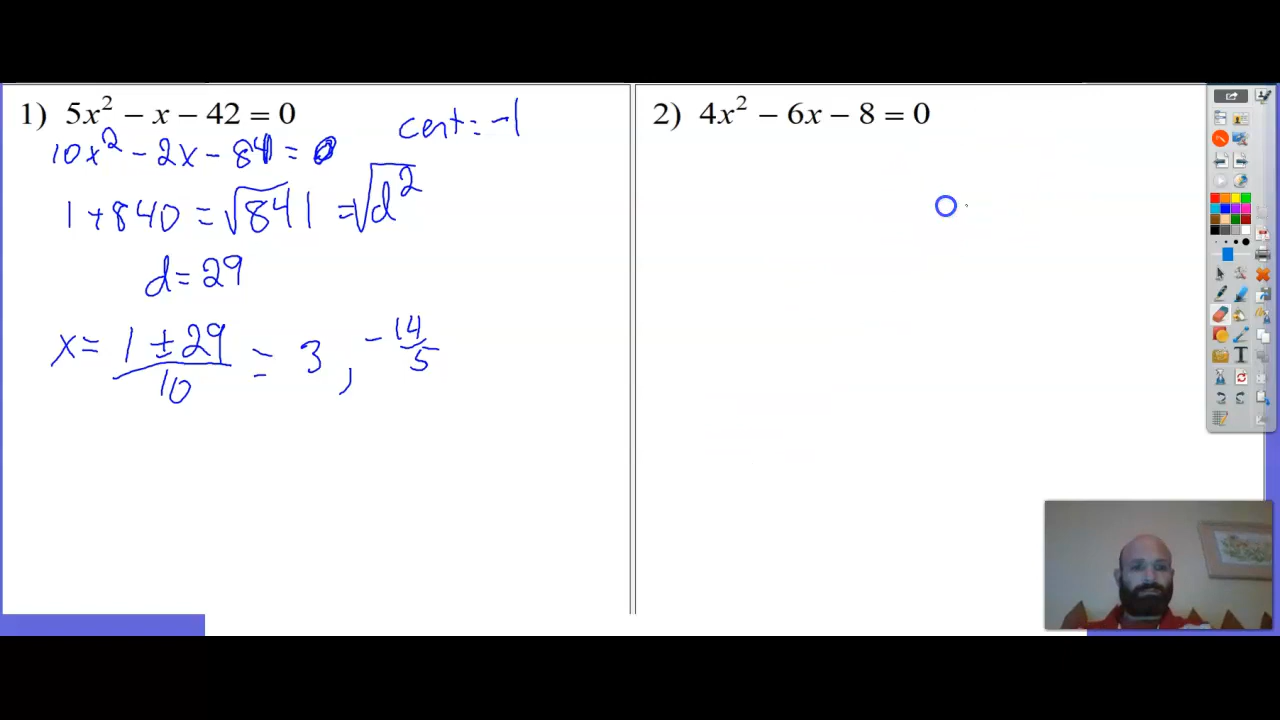 1) 5x² − x − 42 = 0
cent = -1
10x² - 2x - 84 = 0
1 + 840 = √841 = √d²
d = 29
x = (1 ± 29)/10 = 3, -14/5
2) 4x² − 6x − 8 = 0